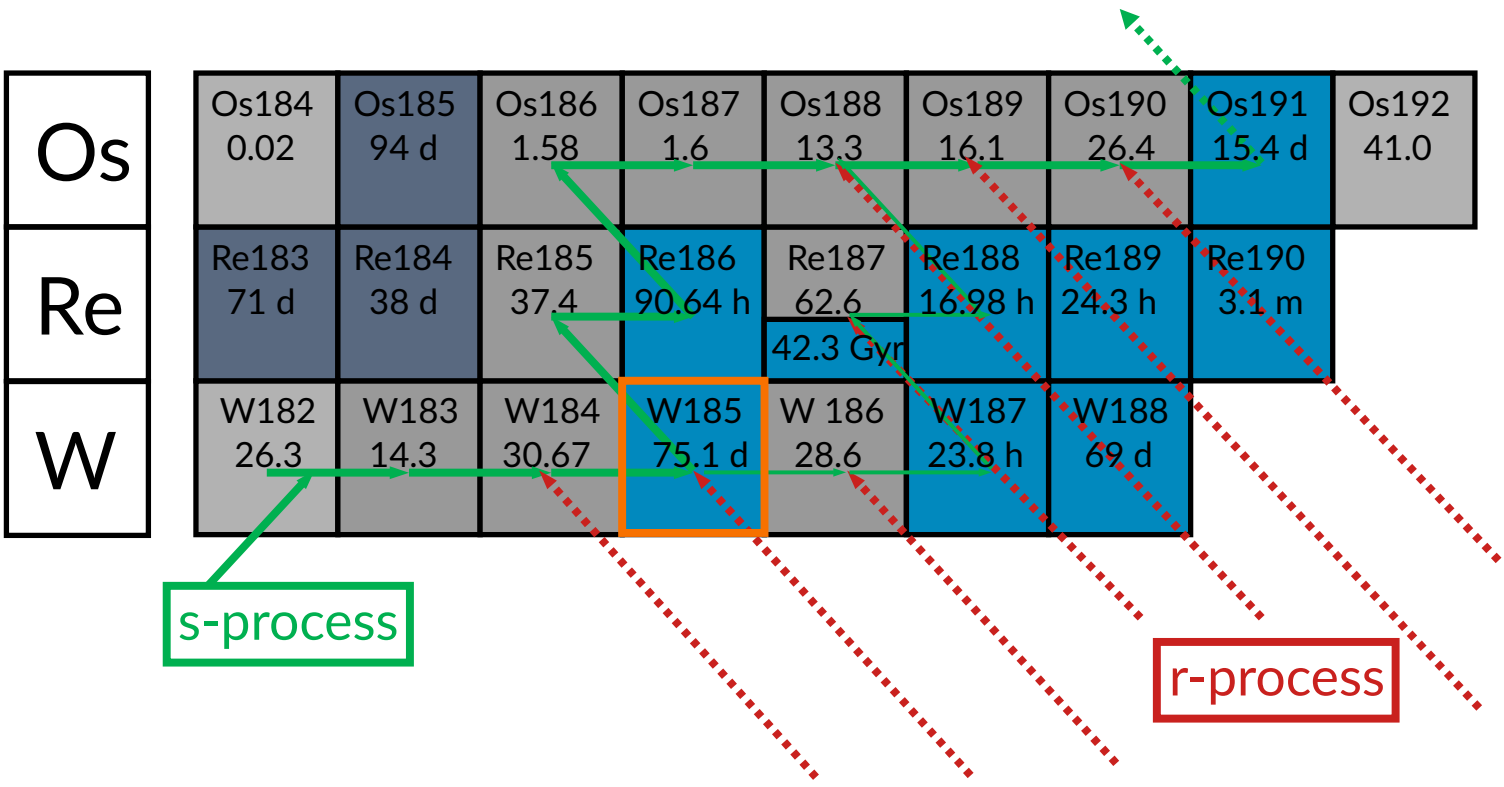 Os
Os184
0.02
Os185
94 d
Os186
1.58
Os187
1.6
Os188
13.3
Os189
16.1
Os190
26.4
Os191
15.4 d
Os192
41.0
Re
Re183
71 d
Re184
38 d
Re185
37.4
Re186
90.64 h
Re187
62.6
42.3 Gyr
Re188
16.98 h
Re189
24.3 h
Re190
3.1 m
W
W182
26.3
W183
14.3
W184
30.67
W185
75.1 d
W 186
28.6
W187
23.8 h
W188
69 d
s-process
r-process